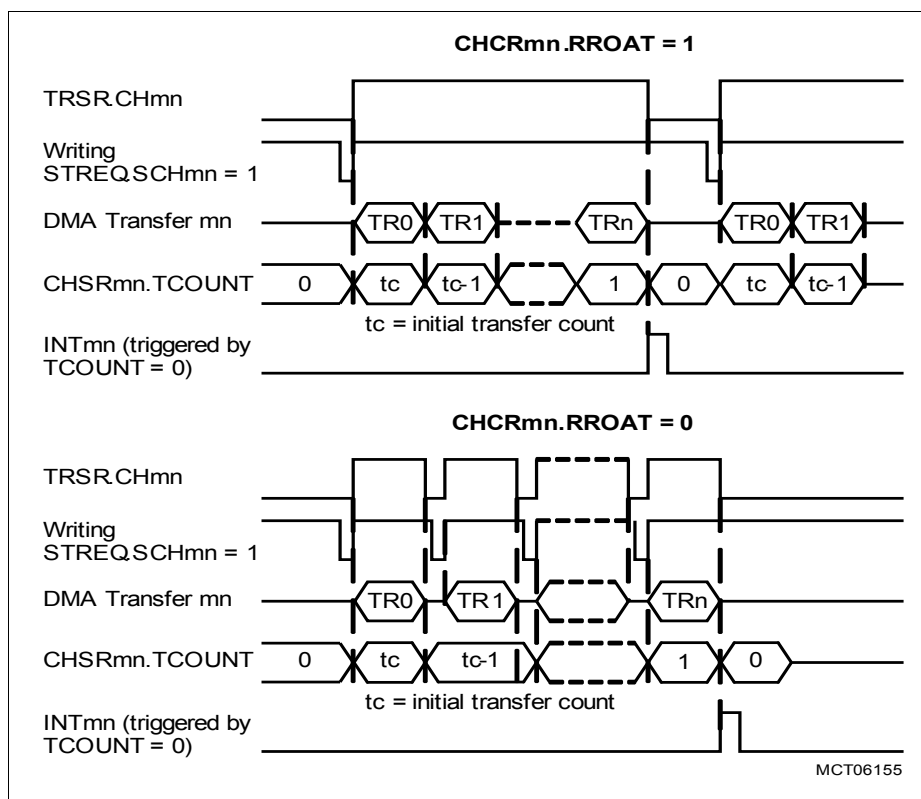 CHCRmn.RROAT = 1
TRSR.CHmn
Writing
STREQ.SCHmn = 1
DMA Transfer mn TR0 TR1 TRn TR0 TR1
CHSRmn.TCOUNT 0 tc tc-1 1 0 tc tc-1
tc = initial transfer count
INTmn (triggered by
TCOUNT = 0)
CHCRmn.RROAT = 0
TRSR.CHmn
Writing
STREQ.SCHmn = 1
DMA Transfer mn TR0 TR1 TRn
CHSRmn.TCOUNT 0 tc tc-1 1 0
tc = initial transfer count
INTmn (triggered by
TCOUNT = 0)
MCT06155